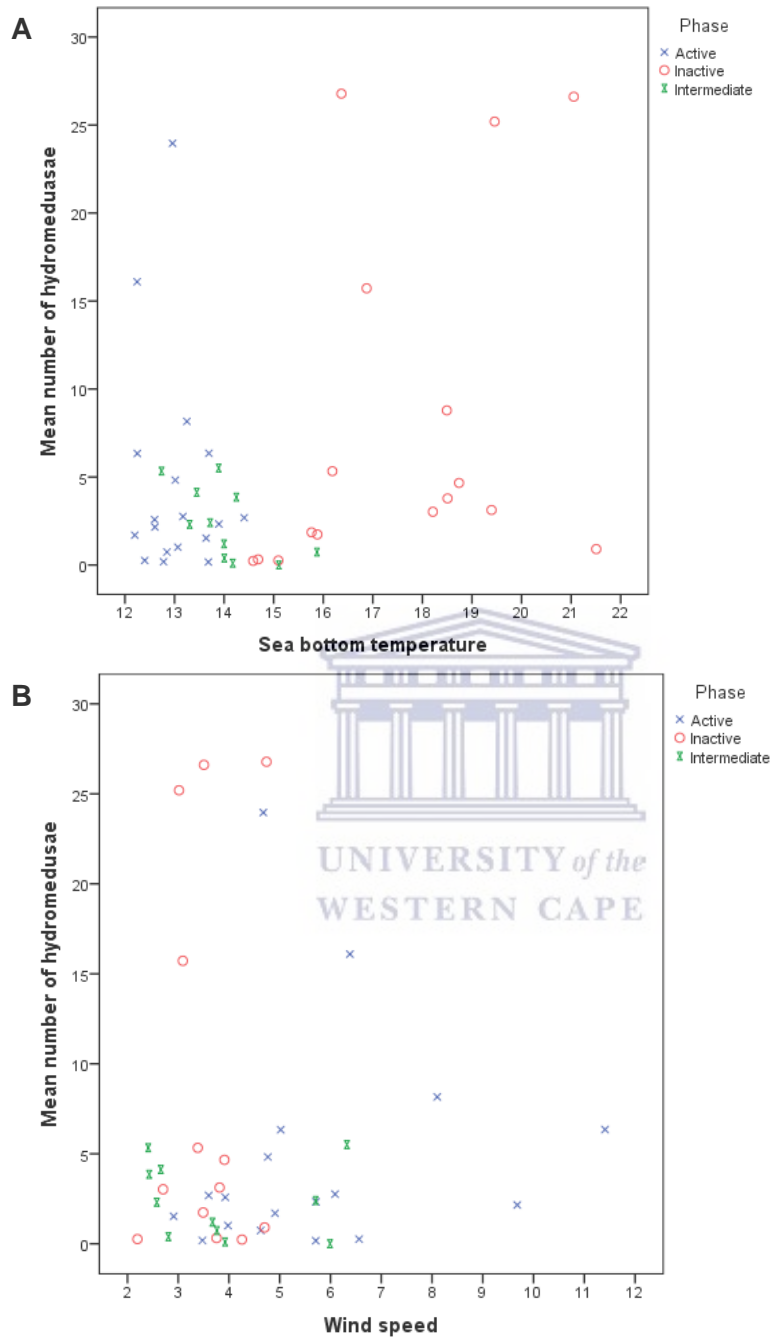 A
Phase
Active
Inactive
Intermediate
30
25
20
15
10
5
0
Mean number of hydromeduasae
12 13 14 15 16 17 18 19 20 21 22
Sea bottom temperature
B
Phase
Active
Inactive
Intermediate
30
25
20
15
10
5
0
Mean number of hydromedusae
UNIVERSITY of the
WESTERN CAPE
2 3 4 5 6 7 8 9 10 11 12
Wind speed